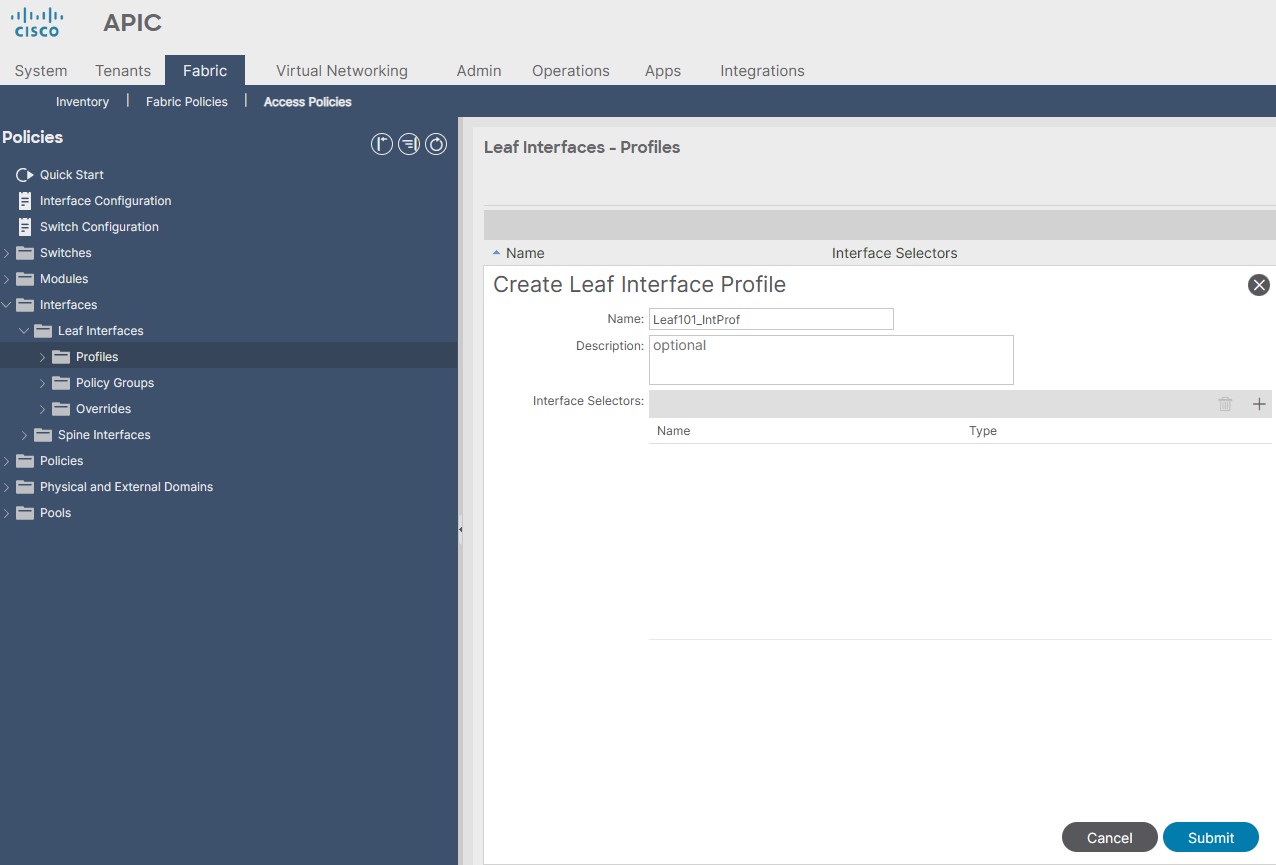 CISCO
APIC
System Tenants Fabric Virtual Networking Admin Operations Apps Integrations
Inventory | Fabric Policies | Access Policies
Policies
Quick Start
Interface Configuration
Switch Configuration
Switches
Modules
Interfaces
Leaf Interfaces
Profiles
Policy Groups
Overrides
Spine Interfaces
Policies
Physical and External Domains
Pools
Leaf Interfaces - Profiles
Name Interface Selectors
Create Leaf Interface Profile
Name: Leaf101_IntProf
Description: optional
Interface Selectors:
Name Type
Cancel Submit